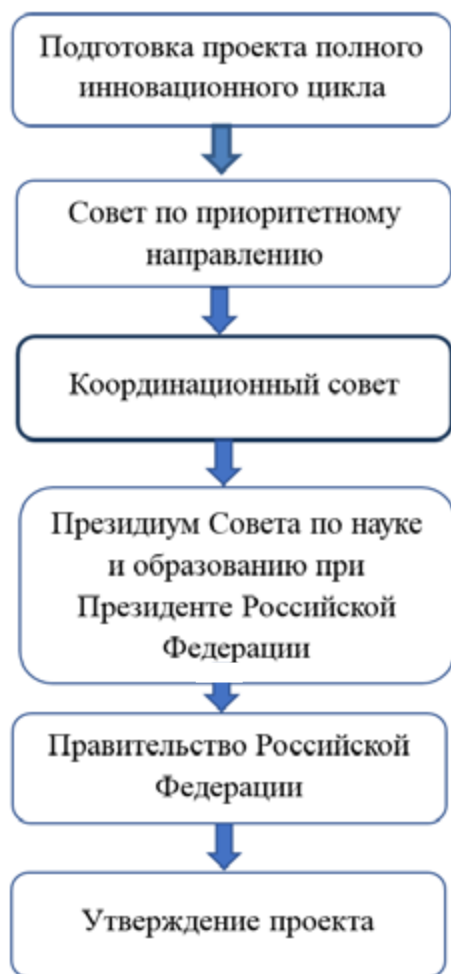 Подготовка проекта полного
инновационного цикла
Совет по приоритетному
направлению
Координационный совет
Президиум Совета по науке
и образованию при
Президенте Российской
Федерации
Правительство Российской
Федерации
Утверждение проекта